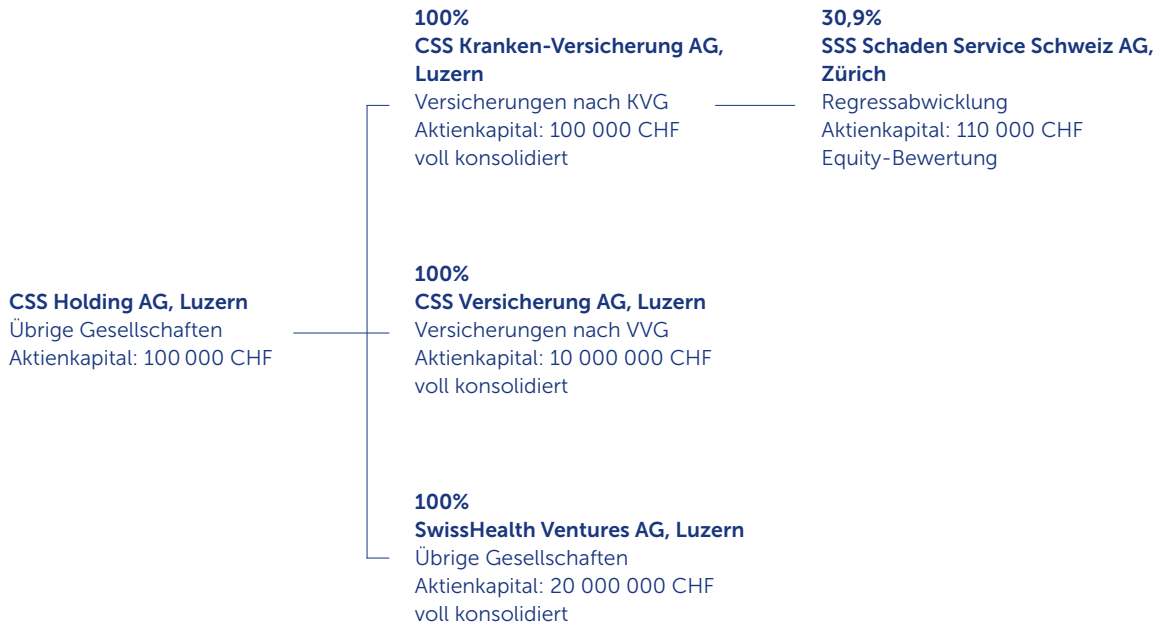 100%
CSS Kranken-Versicherung AG,
Luzern
Versicherungen nach KVG
Aktienkapital: 100 000 CHF
voll konsolidiert
30,9%
SSS Schaden Service Schweiz AG,
Zürich
Regressabwicklung
Aktienkapital: 110 000 CHF
Equity-Bewertung
CSS Holding AG, Luzern
Übrige Gesellschaften
Aktienkapital: 100 000 CHF
100%
CSS Versicherung AG, Luzern
Versicherungen nach VVG
Aktienkapital: 10 000 000 CHF
voll konsolidiert
100%
SwissHealth Ventures AG, Luzern
Übrige Gesellschaften
Aktienkapital: 20 000 000 CHF
voll konsolidiert